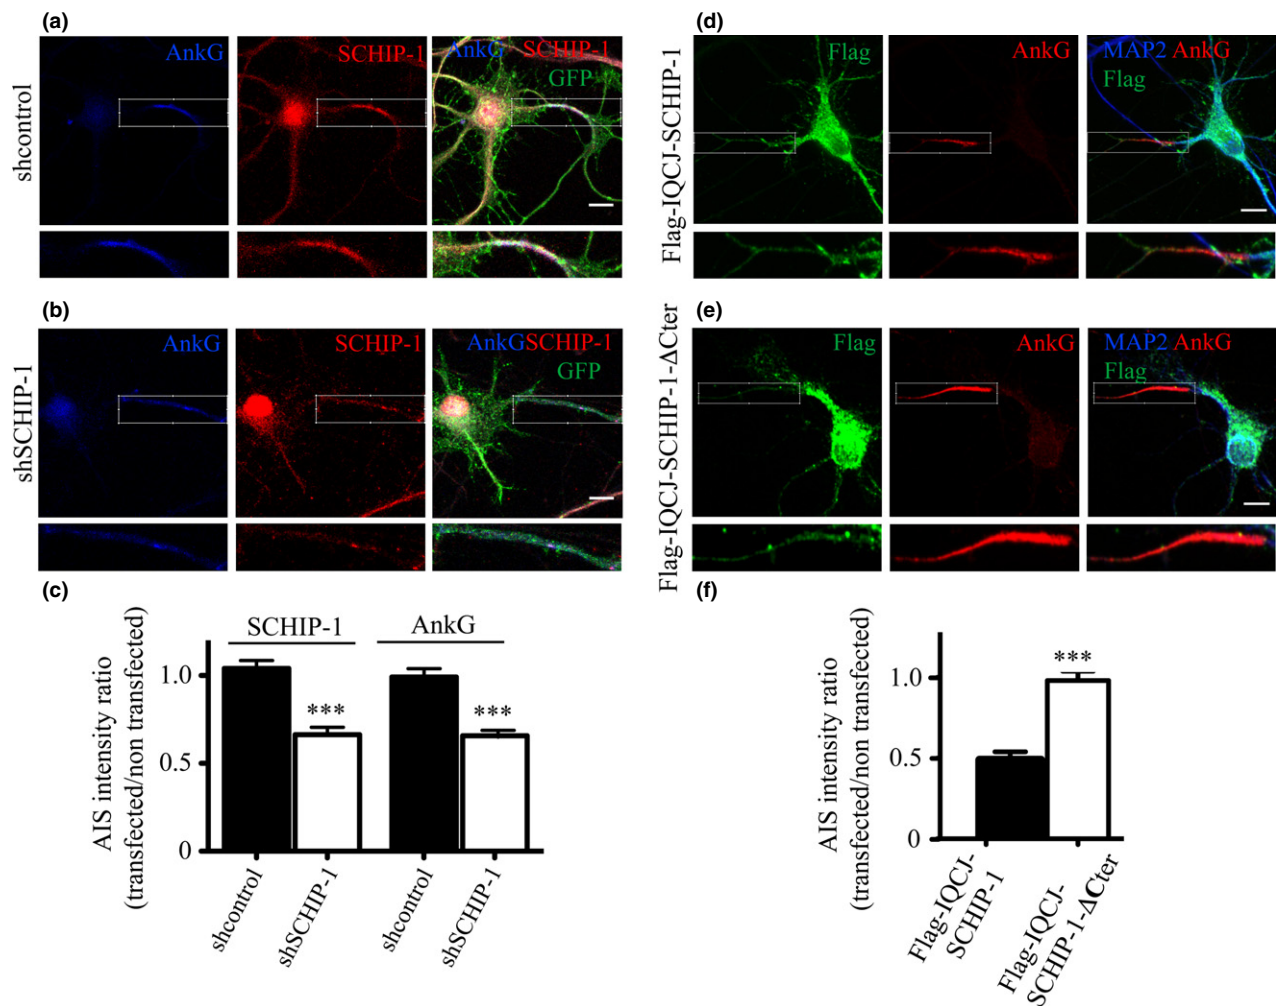 (a)
shcontrol
AnkG
SCHIP-1
AnkG SCHIP-1
GFP
(b)
shSCHIP-1
AnkG
SCHIP-1
AnkGSCHIP-1
GFP
(c)
AIS intensity ratio
(transfected/non transfected)
SCHIP-1
AnkG
1.0
0.5
0
***
***
shcontrol
shSCHIP-1
shcontrol
shSCHIP-1
(d)
Flag-IQCJ-SCHIP-1
Flag
AnkG
MAP2 AnkG
Flag
(e)
Flag-IQCJ-SCHIP-1-ΔCter
Flag
AnkG
MAP2 AnkG
Flag
(f)
AIS intensity ratio
(transfected/non transfected)
1.0
0.5
0
***
Flag-IQCJ-
SCHIP-1
Flag-IQCJ-
SCHIP-1-ΔCter